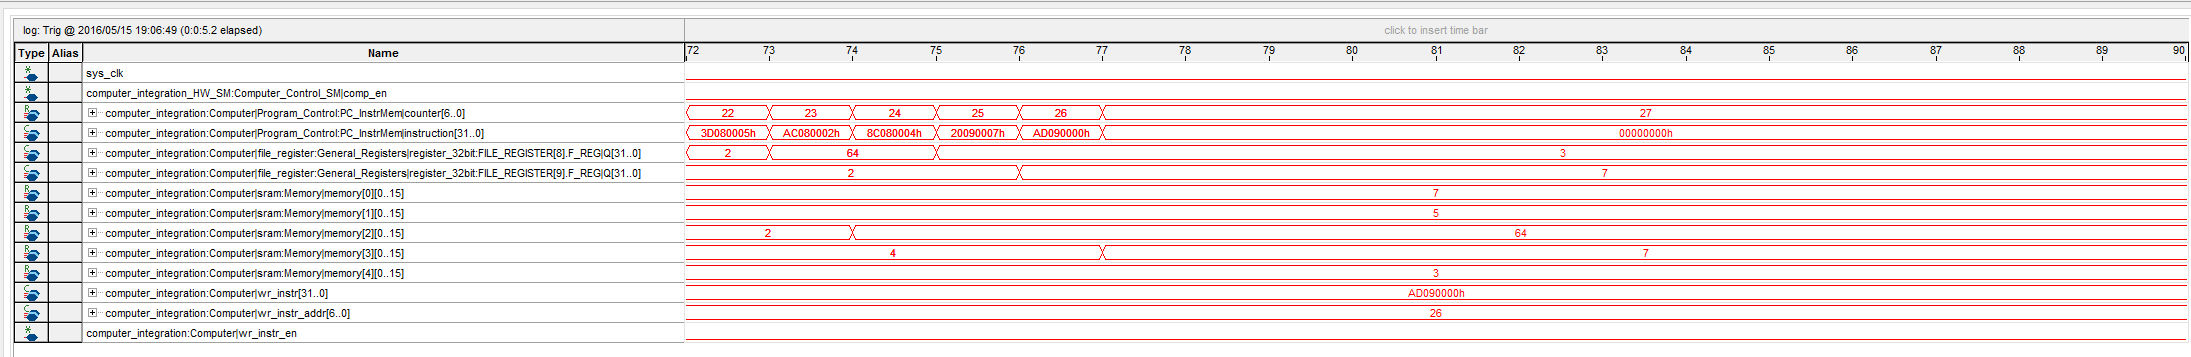 log: Trig @ 2016/05/15 19:06:49 (0:0:5.2 elapsed) click to insert time bar
Type Alias Name 72 73 74 75 76 77 78 79 80 81 82 83 84 85 86 87 88 89 90
sys_clk
computer_integration_HW_SM:Computer_Control_SM|comp_en
computer_integration:Computer|Program_Control:PC_InstrMem|counter[6..0] 22 23 24 25 26 27
computer_integration:Computer|Program_Control:PC_InstrMem|instruction[31..0] 3D080005h AC080002h 8C080004h 20090007h AD090000h 00000000h
computer_integration:Computer|file_register:General_Registers|register_32bit:FILE_REGISTER[8].F_REG|Q[31..0] 2 64 3
computer_integration:Computer|file_register:General_Registers|register_32bit:FILE_REGISTER[9].F_REG|Q[31..0] 2 7
computer_integration:Computer|sram:Memory|memory[0][0..15] 7
computer_integration:Computer|sram:Memory|memory[1][0..15] 5
computer_integration:Computer|sram:Memory|memory[2][0..15] 2 64
computer_integration:Computer|sram:Memory|memory[3][0..15] 4 7
computer_integration:Computer|sram:Memory|memory[4][0..15] 3
computer_integration:Computer|wr_instr[31..0] AD090000h
computer_integration:Computer|wr_instr_addr[6..0] 26
computer_integration:Computer|wr_instr_en